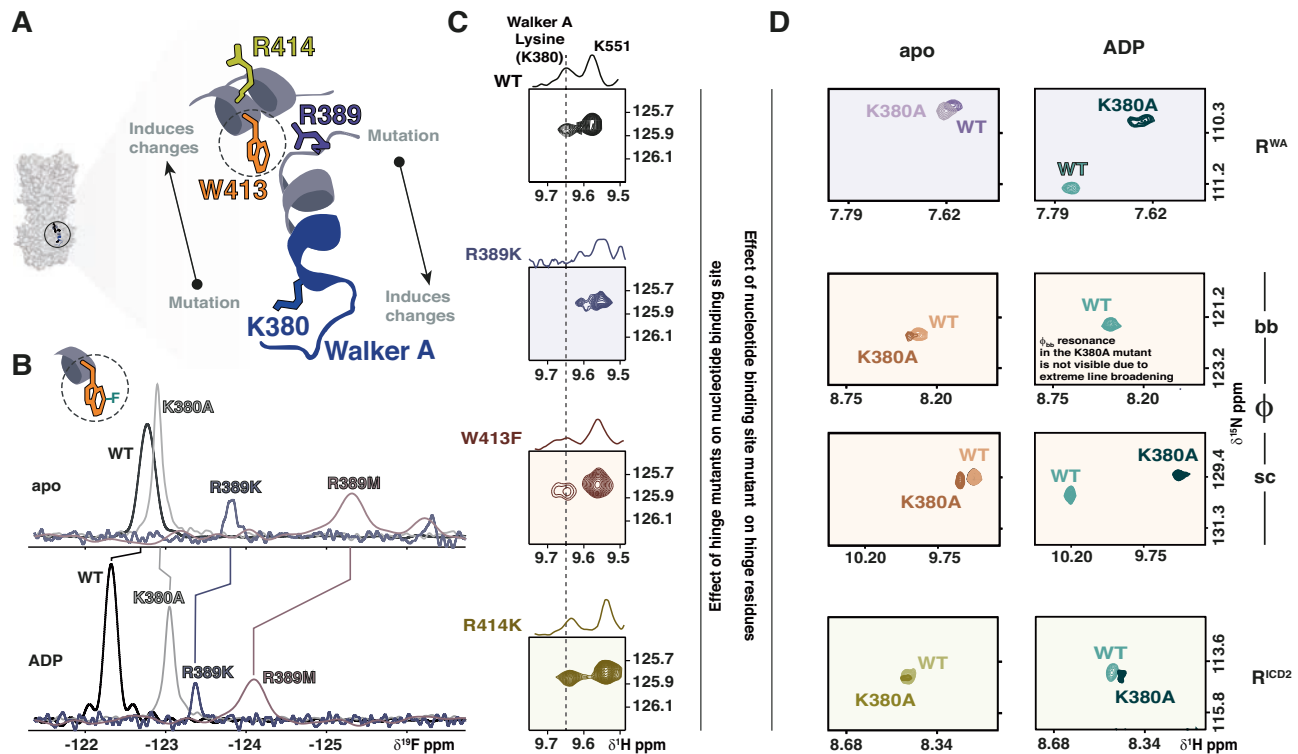 A
R414
R389
Induces
changes
Mutation
W413
Mutation
Induces
changes
K380
Walker A
B
F
K380A
WT
R389K
R389M
apo
WT
K380A
R389K
R389M
ADP
-122
-123
-124
-125
δ¹⁹F ppm
C
Walker A
Lysine
(K380)
K551
WT
125.7
125.9
126.1
9.7
9.6
9.5
R389K
125.7
125.9
126.1
9.7
9.6
9.5
W413F
125.7
125.9
126.1
9.7
9.6
9.5
R414K
125.7
125.9
126.1
9.7
9.6
δ¹H ppm
Effect of hinge mutants on nucleotide binding site
Effect of nucleotide binding site mutant on hinge residues
D
apo
ADP
K380A
WT
7.79
7.62
K380A
WT
7.79
7.62
110.3
111.2
Rᵂᴬ
WT
K380A
8.75
8.20
WT
ϕbb resonance
in the K380A mutant
is not visible due to
extreme line broadening
8.75
8.20
121.2
123.2
bb
ϕ
δ¹⁵N ppm
WT
K380A
10.20
9.75
K380A
WT
10.20
9.75
129.4
131.3
sc
WT
K380A
8.68
8.34
WT
K380A
8.68
8.34
δ¹H ppm
113.6
115.8
Rᴵᶜᴰ²